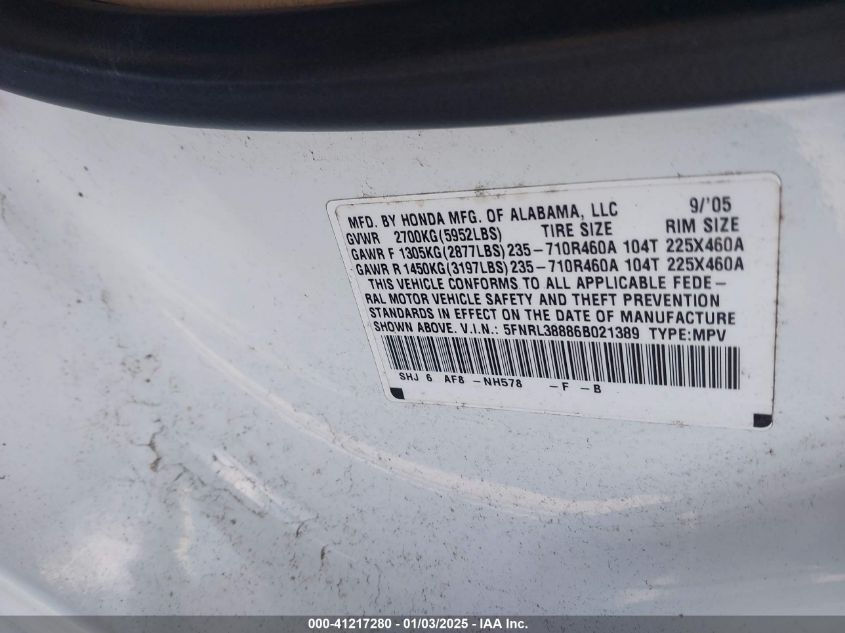 MFD. BY HONDA MFG. OF ALABAMA, LLC 9/'05
GVWR 2700KG(5952LBS) TIRE SIZE RIM SIZE
GAWR F 1305KG(2877LBS) 235-710R460A 104T 225X460A
GAWR R 1450KG(3197LBS) 235-710R460A 104T 225X460A
THIS VEHICLE CONFORMS TO ALL APPLICABLE FEDE-
RAL MOTOR VEHICLE SAFETY AND THEFT PREVENTION
STANDARDS IN EFFECT ON THE DATE OF MANUFACTURE
SHOWN ABOVE. V.I.N.: 5FNRL38886B021389 TYPE:MPV
SHJ 6 AF8 -NH578 -F -B
000-41217280 - 01/03/2025 - IAA Inc.